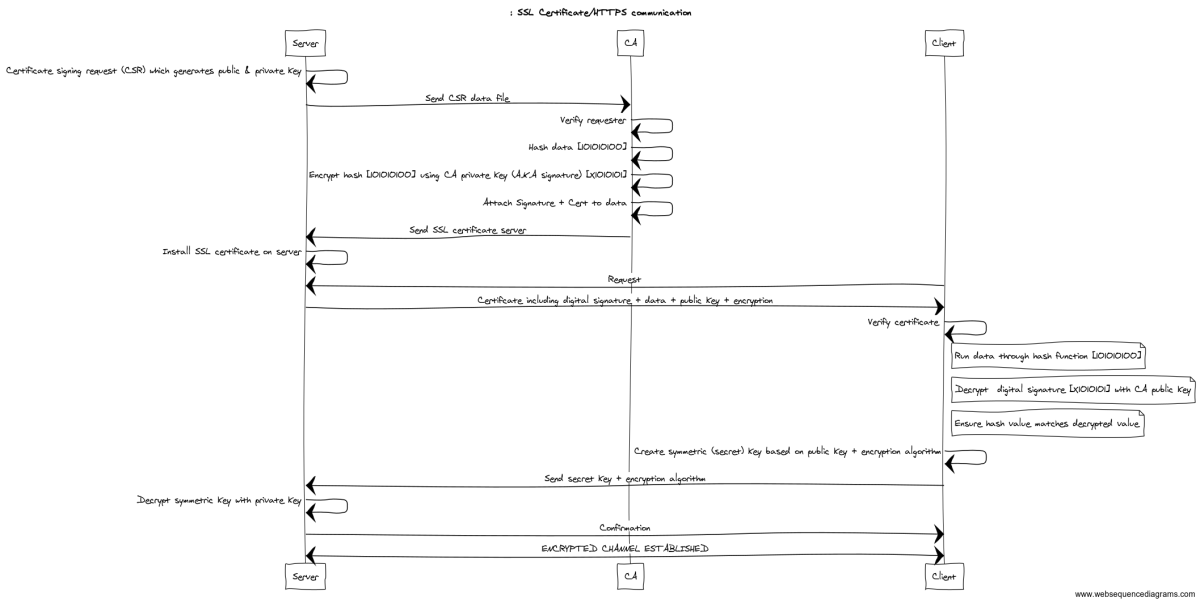 : SSL Certificate/HTTPS communication
Server
CA
Client
Certificate signing request (CSR) which generates public & private key
Send CSR data file
Verify requester
Hash data [101010100]
Encrypt hash [101010100] using CA private key (A.K.A signature) [X101010]
Attach Signature + Cert to data
Send SSL certificate server
Install SSL certificate on server
Request
Certifcate including digital signature + data + public key + encryption
Verify certificate
Run data through hash function [101010100]
Decrypt digital signature [X101010] with CA public key
Ensure hash value matches decrypted value
Create symmetric (secret) key based on public key + encryption algorithm
Send secret key + encryption algorithm
Decrypt symmetric key with private key
Confirmation
ENCRYPTED CHANNEL ESTABLISHED
Server
CA
Client
www.websequencediagrams.com